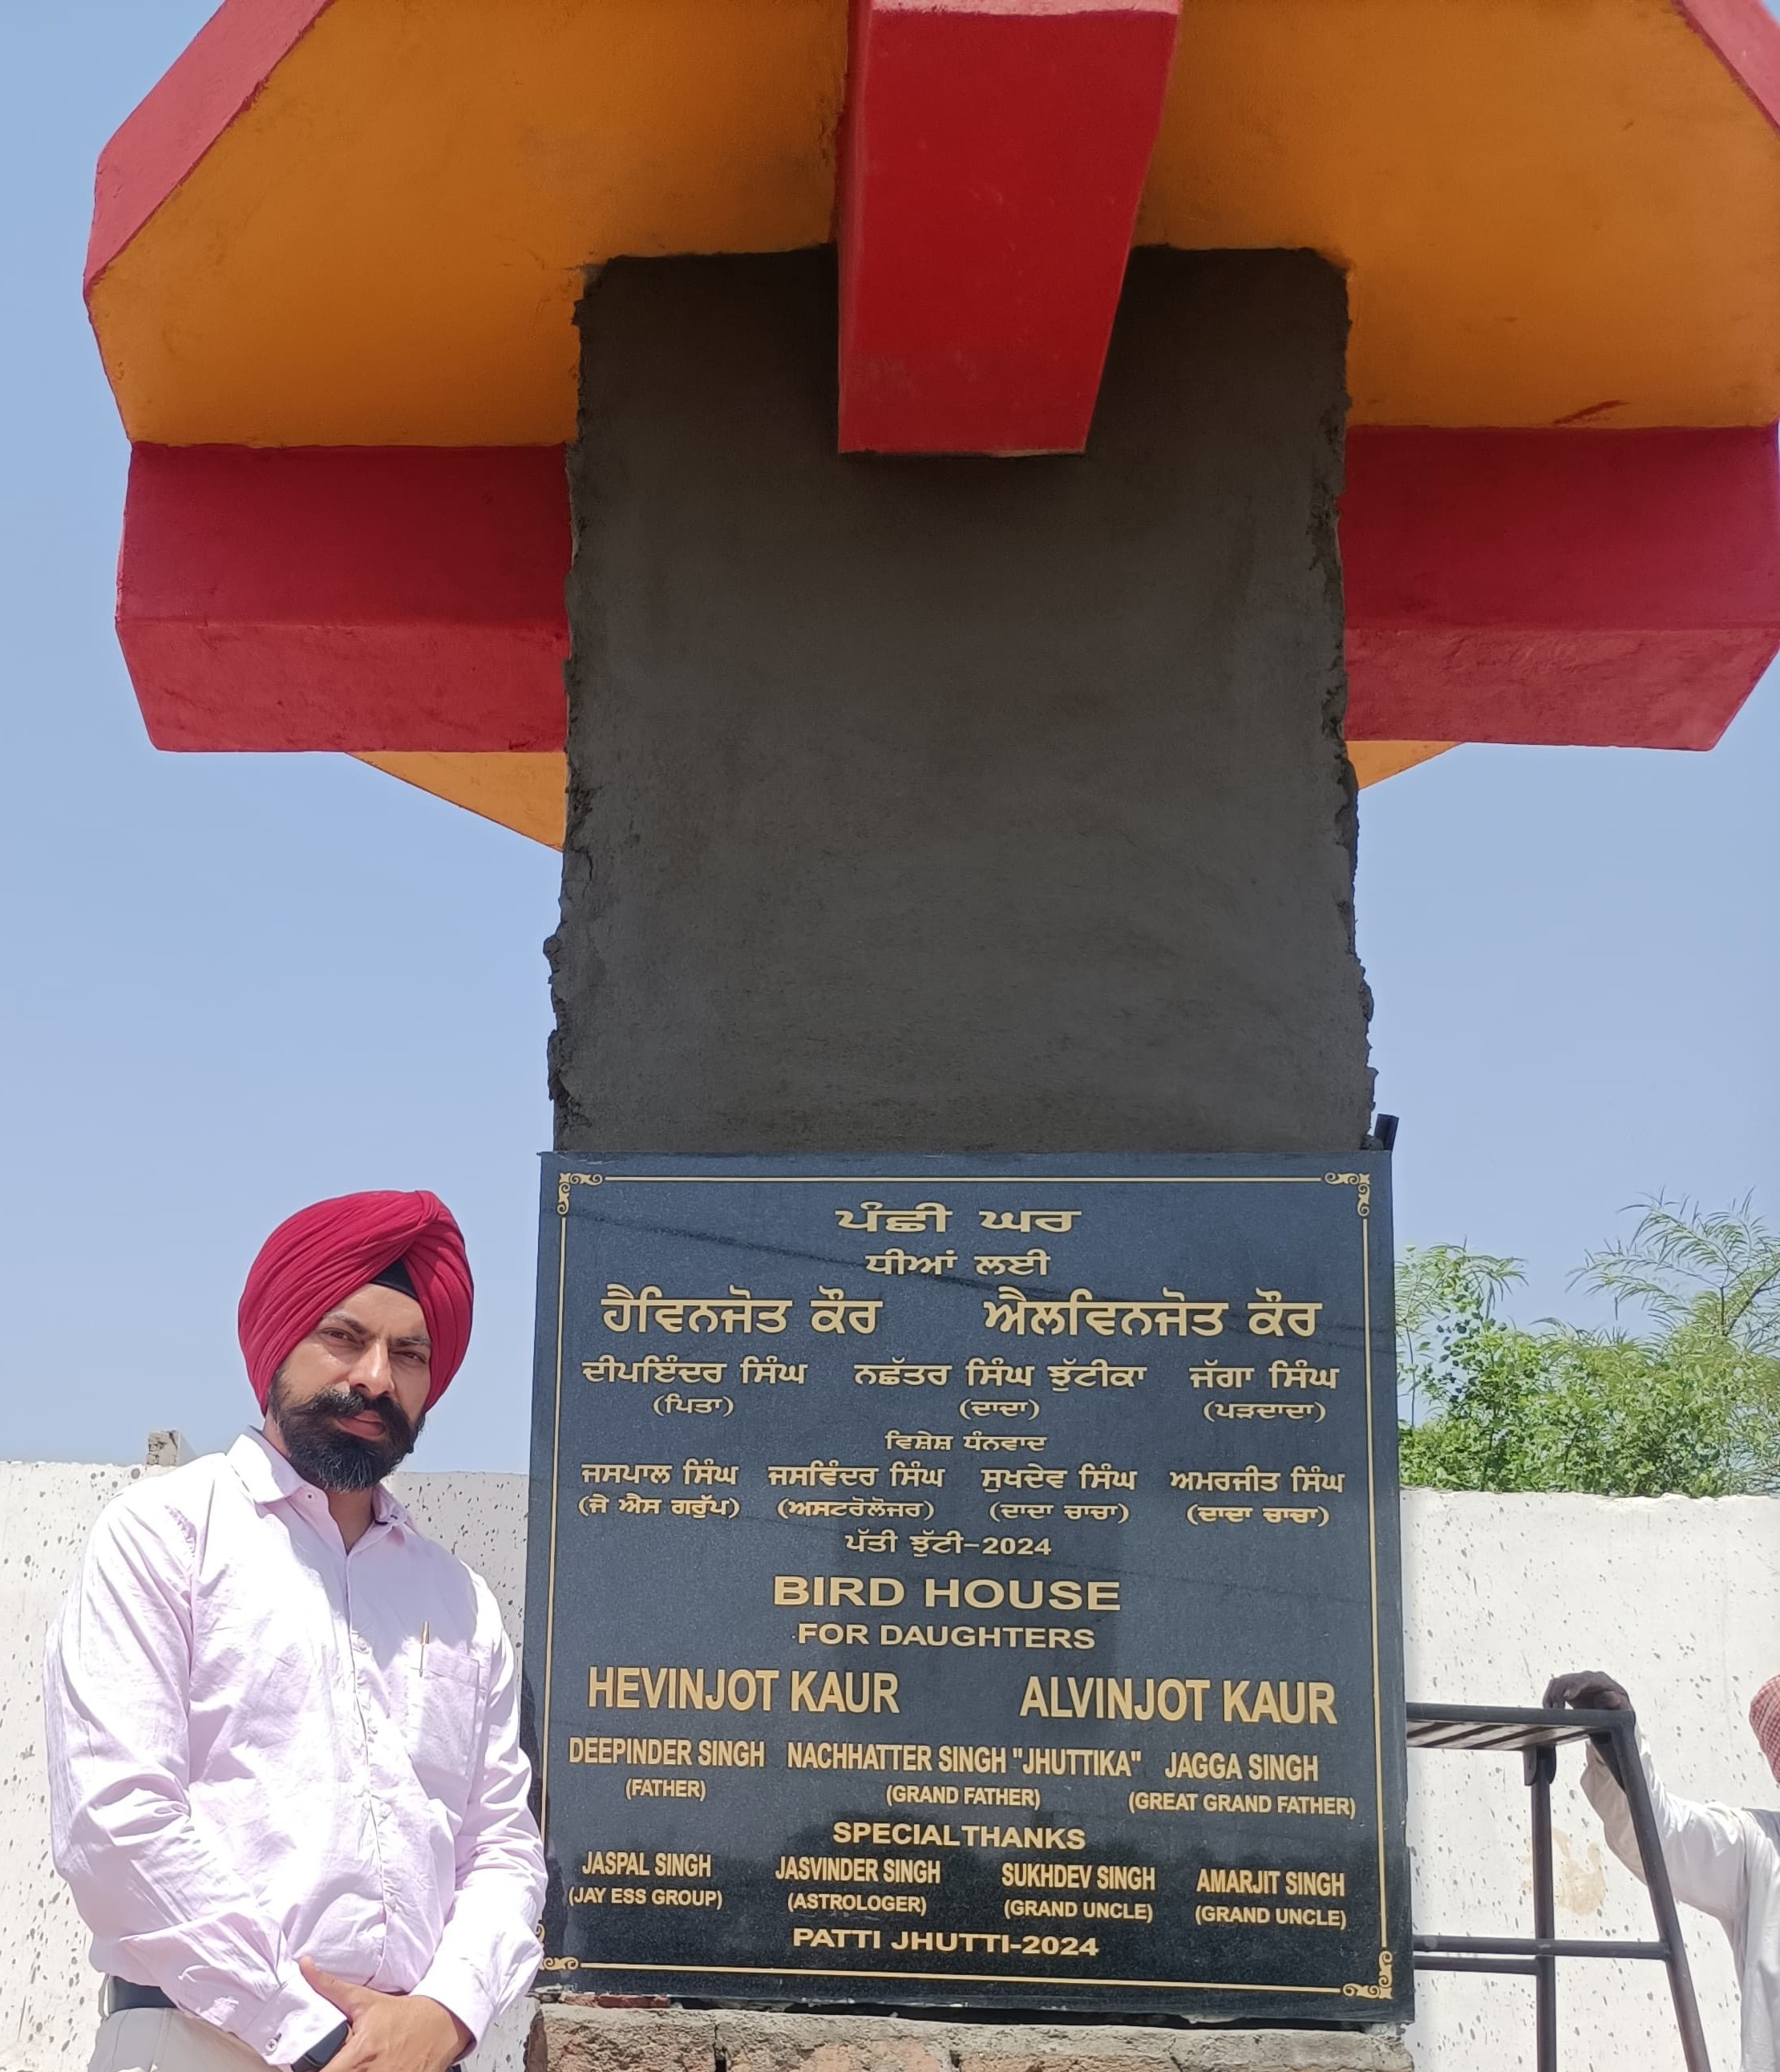 ਪੰਛੀ ਘਰ
ਧੀਆਂ ਲਈ
ਹੈਵਿਨਜੋਤ ਕੌਰ ਐਲਵਿਨਜੋਤ ਕੌਰ
ਦੀਪਇੰਦਰ ਸਿੰਘ ਨਛੱਤਰ ਸਿੰਘ ਝੁੱਟੀਕਾ ਜੱਗਾ ਸਿੰਘ
(ਪਿਤਾ) (ਦਾਦਾ) (ਪੜਦਾਦਾ)
ਵਿਸ਼ੇਸ਼ ਧੰਨਵਾਦ
ਜਸਪਾਲ ਸਿੰਘ ਜਸਵਿੰਦਰ ਸਿੰਘ ਸੁਖਦੇਵ ਸਿੰਘ ਅਮਰਜੀਤ ਸਿੰਘ
(ਜੇ ਐਸ ਗਰੁੱਪ) (ਅਸਟਰੋਲੋਜਰ) (ਦਾਦਾ ਚਾਚਾ) (ਦਾਦਾ ਚਾਚਾ)
ਪੱਤੀ ਝੁੱਟੀ-2024
BIRD HOUSE
FOR DAUGHTERS
HEVINJOT KAUR ALVINJOT KAUR
DEEPINDER SINGH NACHHATTER SINGH "JHUTTIKA" JAGGA SINGH
(FATHER) (GRAND FATHER) (GREAT GRAND FATHER)
SPECIAL THANKS
JASPAL SINGH JASVINDER SINGH SUKHDEV SINGH AMARJIT SINGH
(JAY ESS GROUP) (ASTROLOGER) (GRAND UNCLE) (GRAND UNCLE)
PATTI JHUTTI-2024